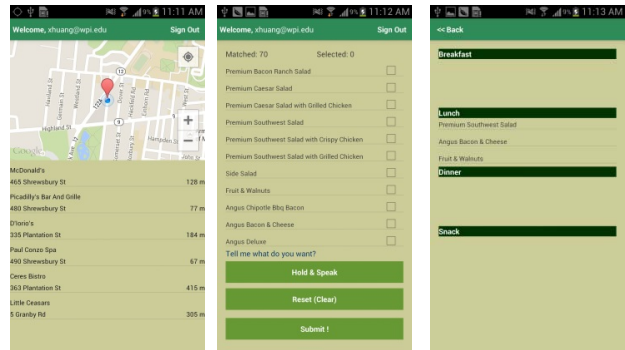 11:11 AM
Welcome, xhuang@wpi.edu Sign Out
Highland St
Hampden St
Google
McDonald's
465 Shrewsbury St 128 m
Picadilly's Bar And Grille
480 Shrewsbury St 77 m
D'Iorio's
335 Plantation St 184 m
Paul Conzo Spa
490 Shrewsbury St 67 m
Ceres Bistro
363 Plantation St 415 m
Little Ceasars
5 Granby Rd 305 m
11:12 AM
Welcome, xhuang@wpi.edu Sign Out
Matched: 70 Selected: 0
Premium Bacon Ranch Salad
Premium Caesar Salad
Premium Caesar Salad with Grilled Chicken
Premium Southwest Salad
Premium Southwest Salad with Crispy Chicken
Premium Southwest Salad with Grilled Chicken
Side Salad
Fruit & Walnuts
Angus Chipotle Bbq Bacon
Angus Bacon & Cheese
Angus Deluxe
Tell me what do you want?
Hold & Speak
Reset (Clear)
Submit !
11:13 AM
<< Back
Breakfast
Lunch
Premium Southwest Salad
Angus Bacon & Cheese
Fruit & Walnuts
Dinner
Snack